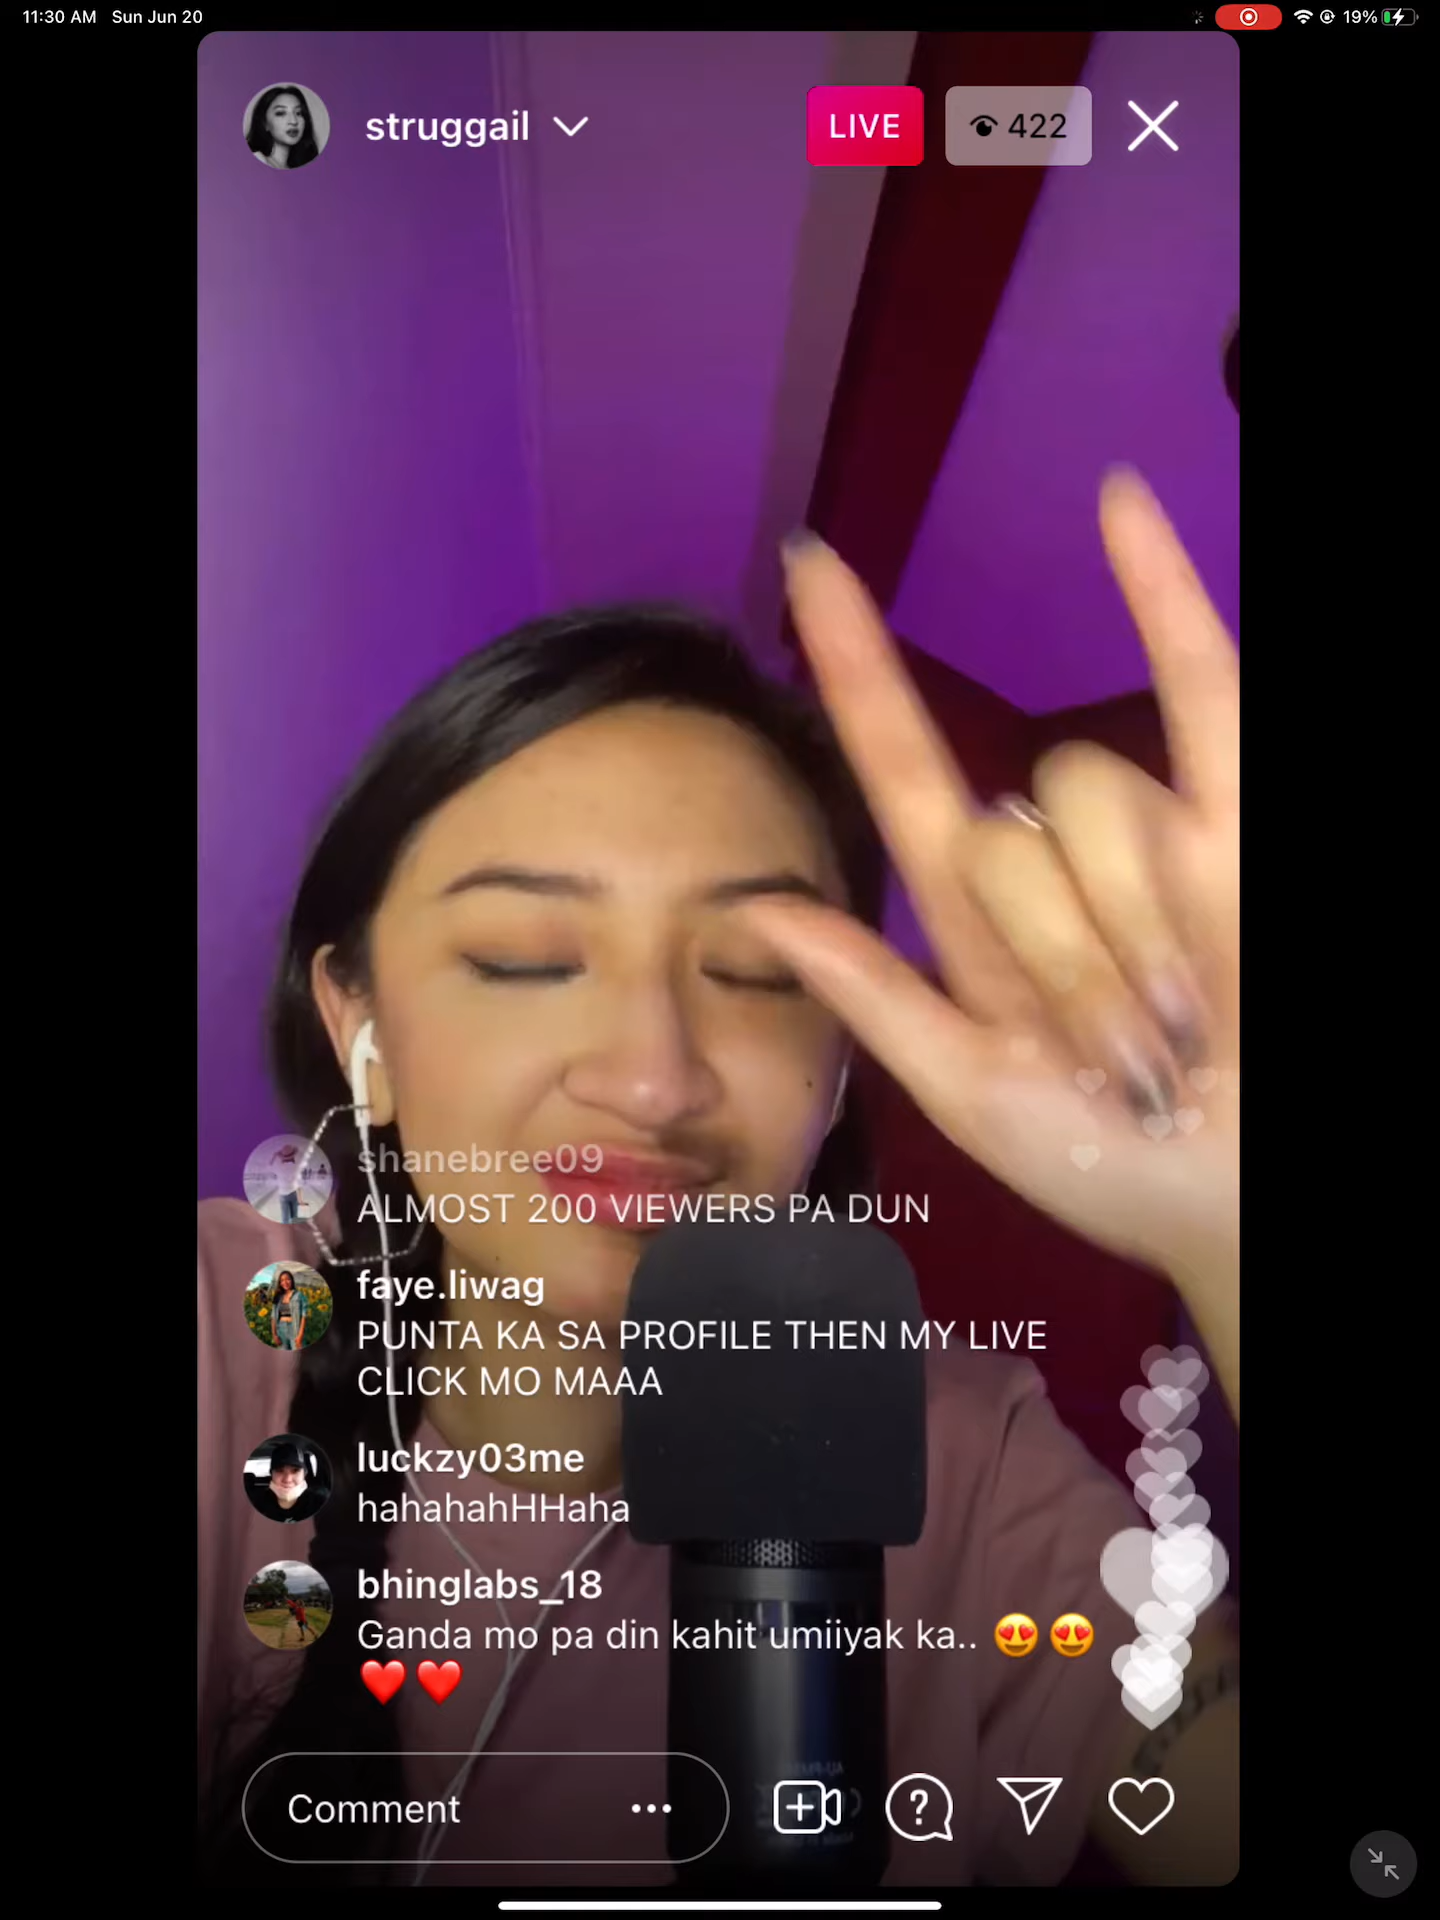 11:30 AM Sun Jun 20
19%
struggail
LIVE
422
shanebree09
ALMOST 200 VIEWERS PA DUN
faye.liwag
PUNTA KA SA PROFILE THEN MY LIVE
CLICK MO MAAA
luckzy03me
hahahahHHaha
bhinglabs_18
Ganda mo pa din kahit umiiyak ka.. 😍😍
❤️❤️
Comment